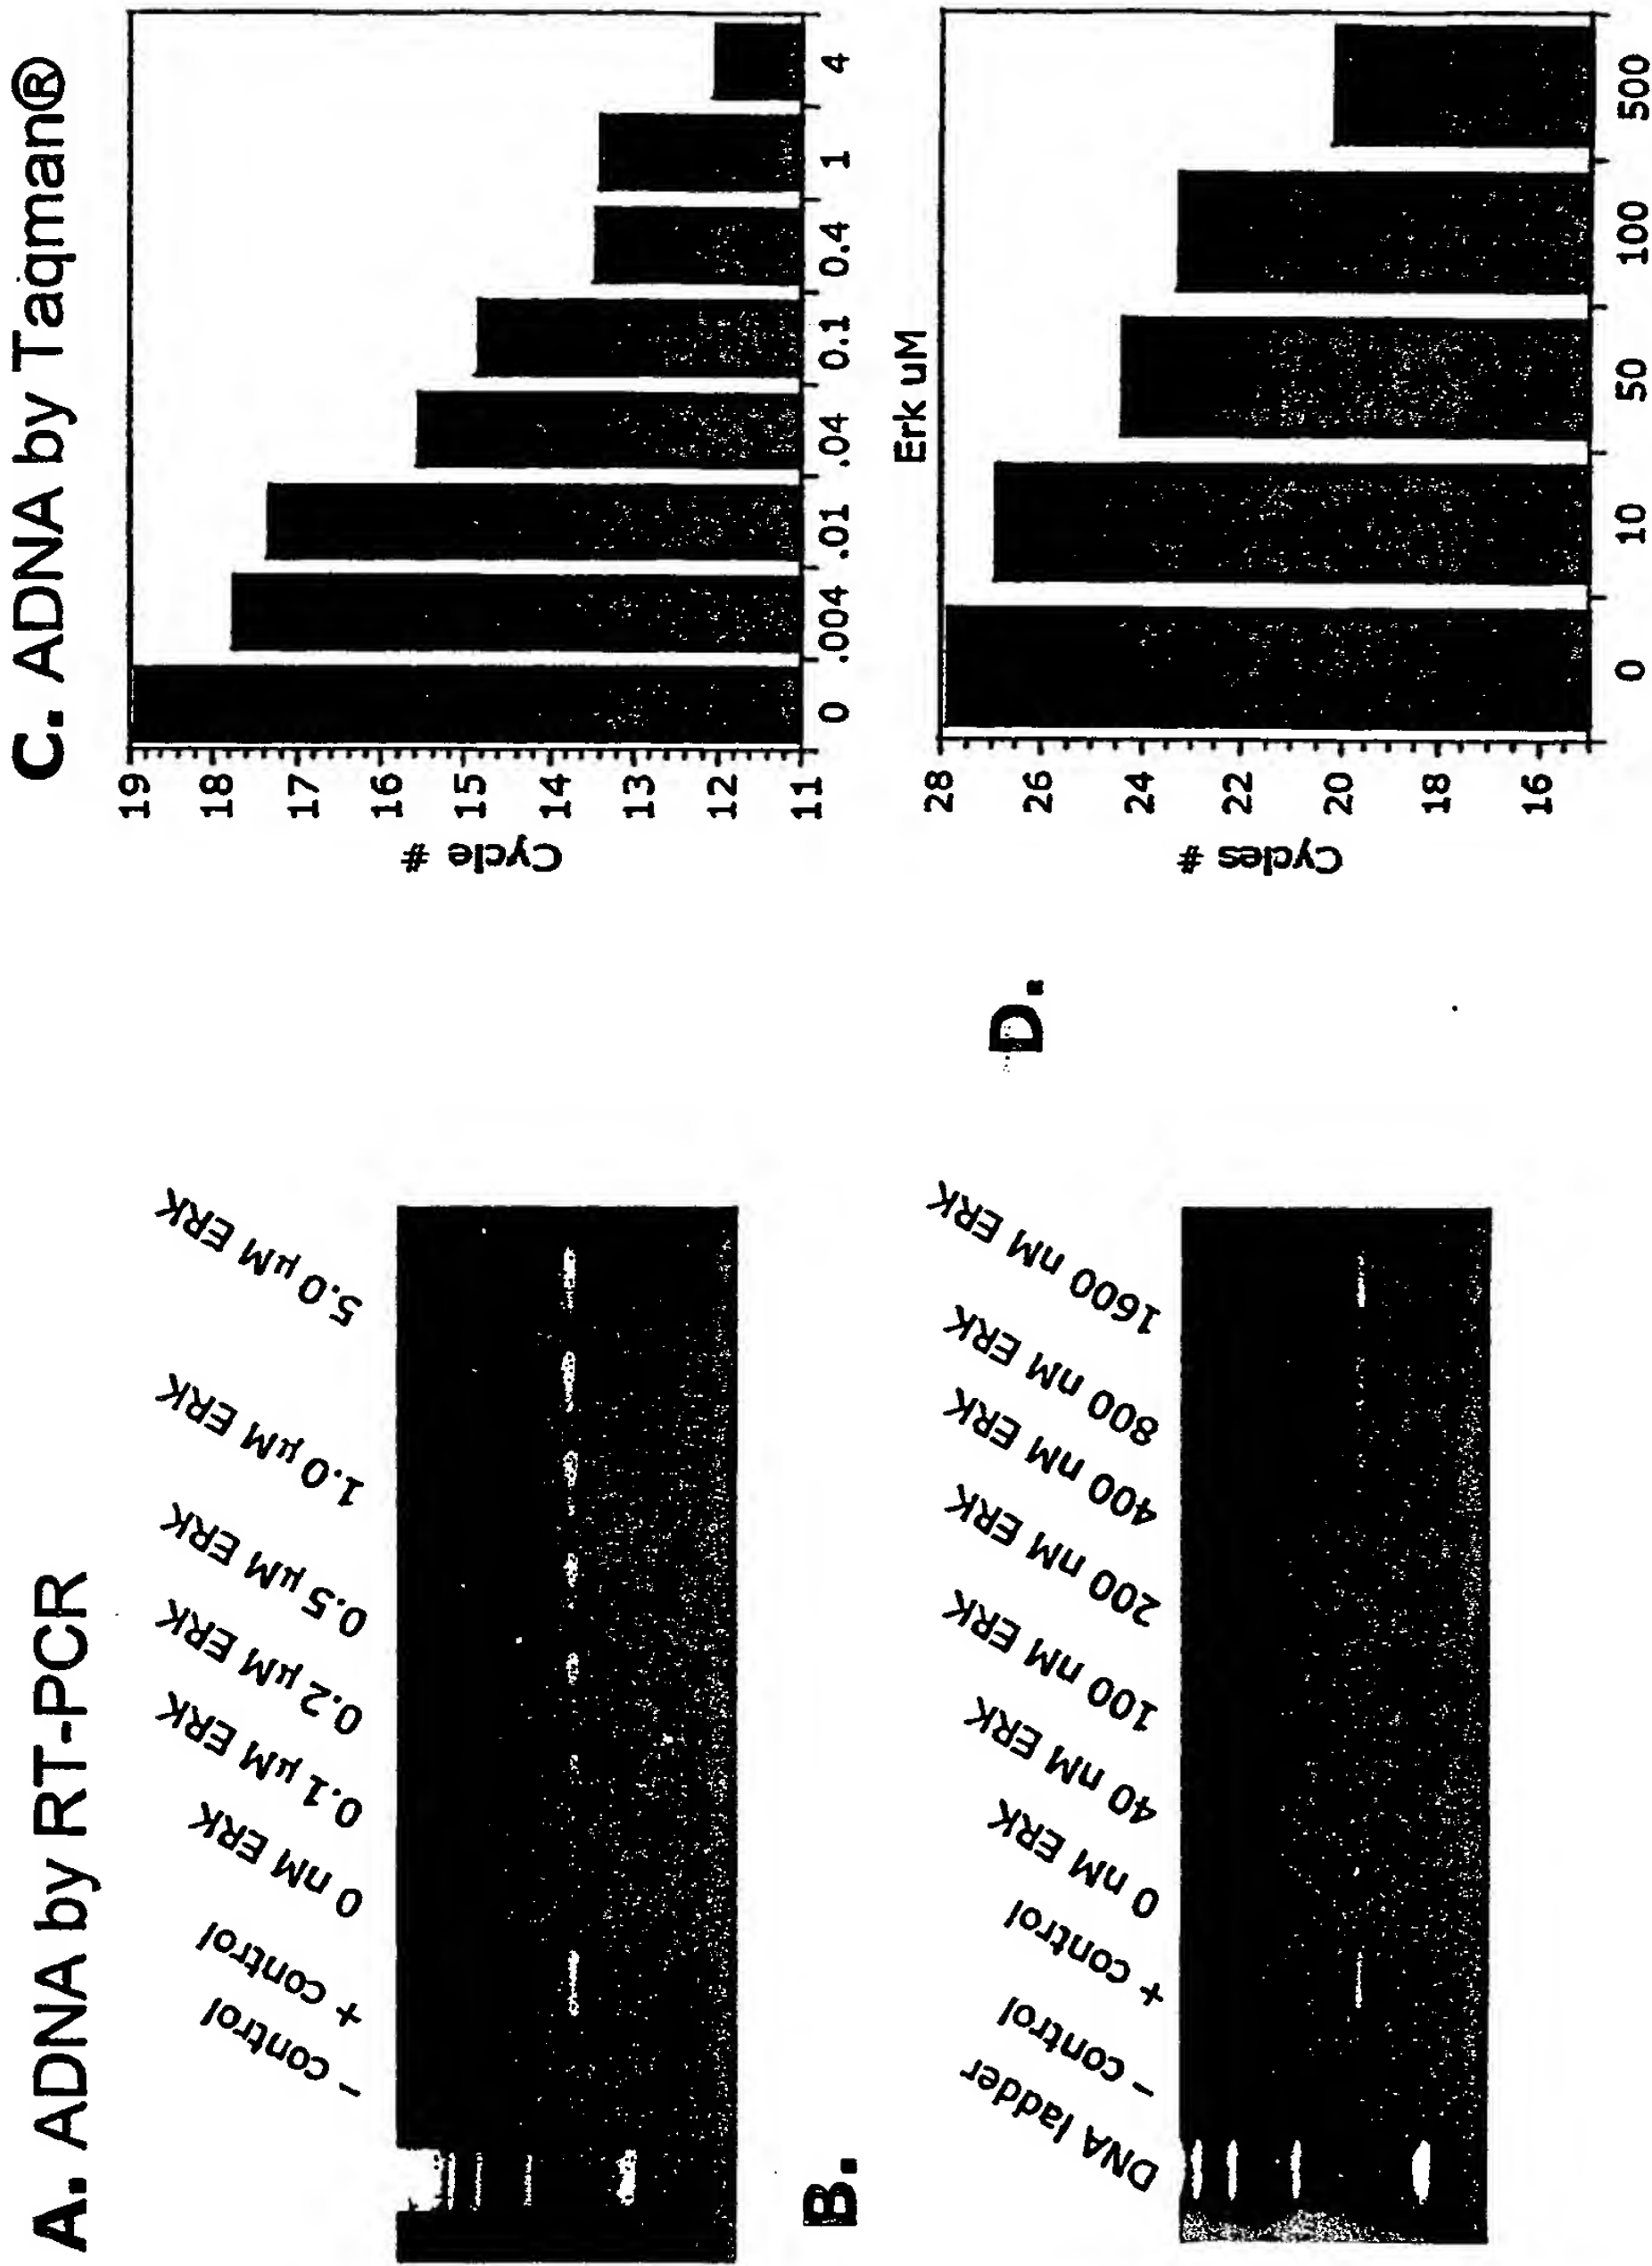 A. ADNA by RT-PCR
− control
+ control
0 nM ERK
0.1 µM ERK
0.2 µM ERK
0.5 µM ERK
1.0 µM ERK
5.0 µM ERK
B.
DNA ladder
− control
+ control
0 nM ERK
40 nM ERK
100 nM ERK
200 nM ERK
400 nM ERK
800 nM ERK
1600 nM ERK
C. ADNA by Taqman®
Cycle #
19
18
17
16
15
14
13
12
11
0 .004 .01 .04 0.1 0.4 1 4
Erk uM
D.
Cycles #
28
26
24
22
20
18
16
0 10 50 100 500